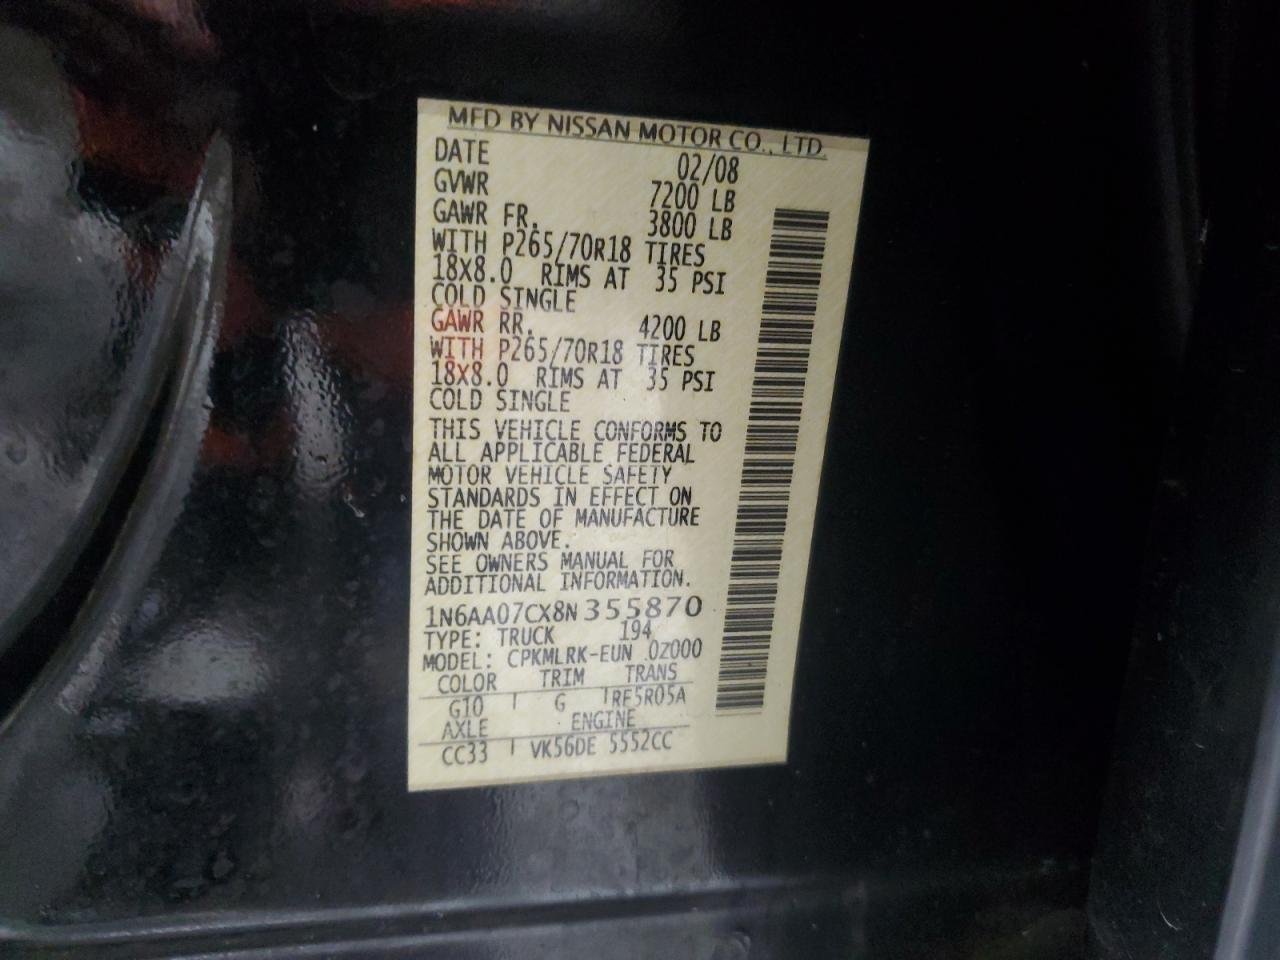 MFD BY NISSAN MOTOR CO., LTD.
DATE 02/08
GVWR 7200 LB
GAWR FR. 3800 LB
WITH P265/70R18 TIRES
18X8.0 RIMS AT 35 PSI
COLD SINGLE
GAWR RR. 4200 LB
WITH P265/70R18 TIRES
18X8.0 RIMS AT 35 PSI
COLD SINGLE
THIS VEHICLE CONFORMS TO
ALL APPLICABLE FEDERAL
MOTOR VEHICLE SAFETY
STANDARDS IN EFFECT ON
THE DATE OF MANUFACTURE
SHOWN ABOVE.
SEE OWNERS MANUAL FOR
ADDITIONAL INFORMATION.
1N6AA07CX8N355870
TYPE: TRUCK 194
MODEL: CPKMLRK-EUN 0Z000
COLOR TRIM TRANS
G10 G RE5R05A
AXLE ENGINE
CC33 VK56DE 5552CC